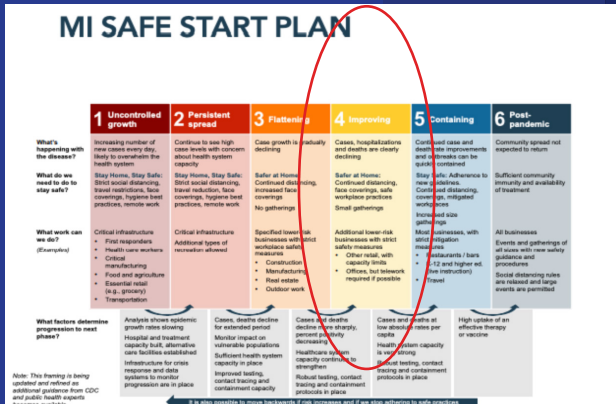 MI SAFE START PLAN
1 Uncontrolled growth
2 Persistent spread
3 Flattening
4 Improving
5 Containing
6 Post-pandemic
What's happening with the disease?
Increasing number of
new cases every day,
likely to overwhelm the
health system
Continue to see high
case levels with concern
about health system
capacity
Case growth is gradually
declining
Cases, hospitalizations
and deaths are clearly
declining
Continued case and
death rate improvements
and outbreaks can be
quickly contained
Community spread not
expected to return
What do we
need to do to
stay safe?
Stay Home, Stay Safe:
Strict social distancing,
travel restrictions, face
coverings, hygiene best
practices, remote work
Stay Home, Stay Safe:
Strict social distancing,
travel reduction, face
coverings, hygiene best
practices, remote work
Safer at Home:
Continued distancing,
increased face
coverings
No gatherings
Safer at Home:
Continued distancing,
face coverings, safe
workplace practices
Small gatherings
Stay Safe: Adherence to
new guidelines.
Continued distancing,
coverings, mitigated
workplaces
Increased size
gatherings
Sufficient community
immunity and availability
of treatment
What work can
we do?
(Examples)
Critical infrastructure
• First responders
• Health care workers
• Critical
manufacturing
• Food and agriculture
• Essential retail
(e.g., grocery)
• Transportation
Critical infrastructure
Additional types of
recreation allowed
Specified lower-risk
businesses with strict
workplace safety
measures
• Construction
• Manufacturing
• Real estate
• Outdoor work
Additional lower-risk
businesses with strict
safety measures
• Other retail, with
capacity limits
• Offices, but telework
required if possible
Most businesses, with
strict mitigation
measures
• Restaurants / bars
• K-12 and higher ed.
(live instruction)
• Travel
All businesses
Events and gatherings of
all sizes with new safety
guidance and
procedures
Social distancing rules
are relaxed and large
events are permitted
What factors determine
progression to next
phase?
Analysis shows epidemic
growth rates slowing
Hospital and treatment
capacity built, alternative
care facilities established
Infrastructure for crisis
response and data
systems to monitor
progression are in place
Cases, deaths decline
for extended period
Monitor impact on
vulnerable populations
Sufficient health system
capacity in place
Improved testing,
contact tracing and
containment capacity
Cases and deaths
decline more sharply,
percent positivity
decreasing
Healthcare system
capacity continues to
strengthen
Robust testing, contact
tracing and containment
protocols in place
Cases and deaths at
low absolute rates per
capita
Health system capacity
is very strong
Robust testing, contact
tracing and containment
protocols in place
High uptake of an
effective therapy
or vaccine
Note: This framing is being
updated and refined as
additional guidance from CDC
and public health experts
becomes available
It is also possible to move backwards if risk increases and if we stop adhering to safe practices